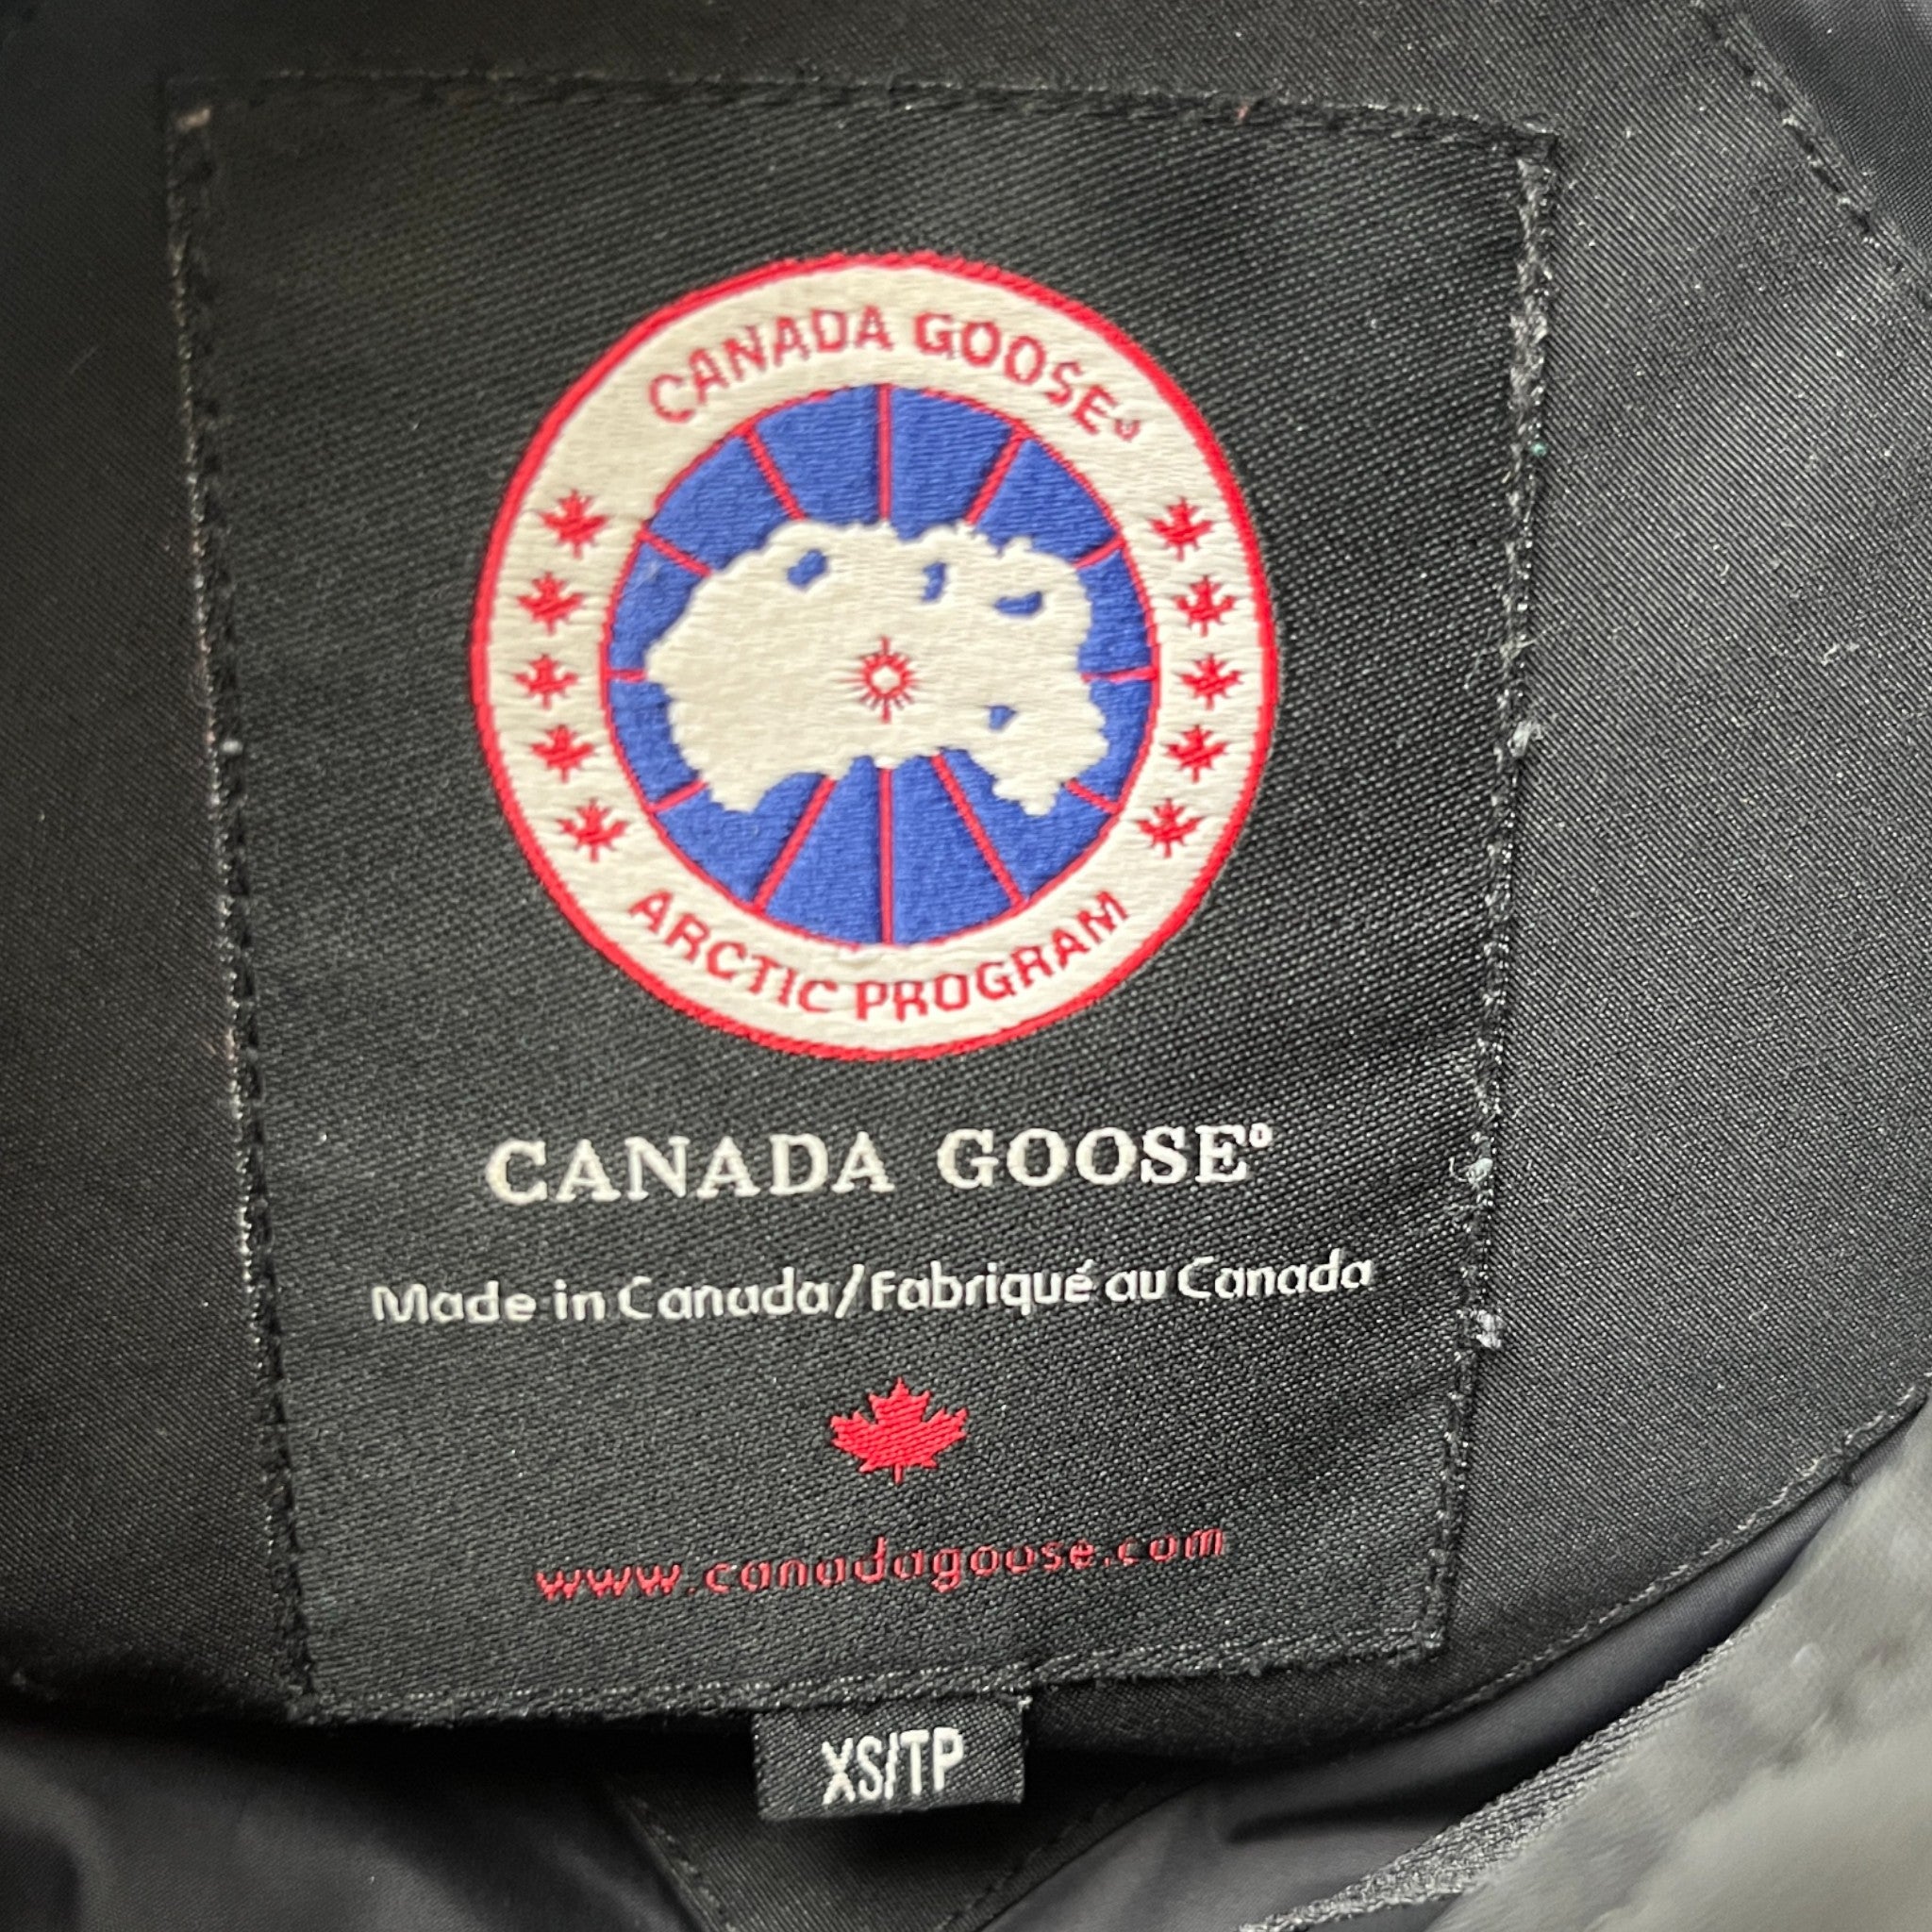 CANADA GOOSE®
ARCTIC PROGRAM
CANADA GOOSE®
Made in Canada/Fabriqué au Canada
www.canadagoose.com
XS/TP